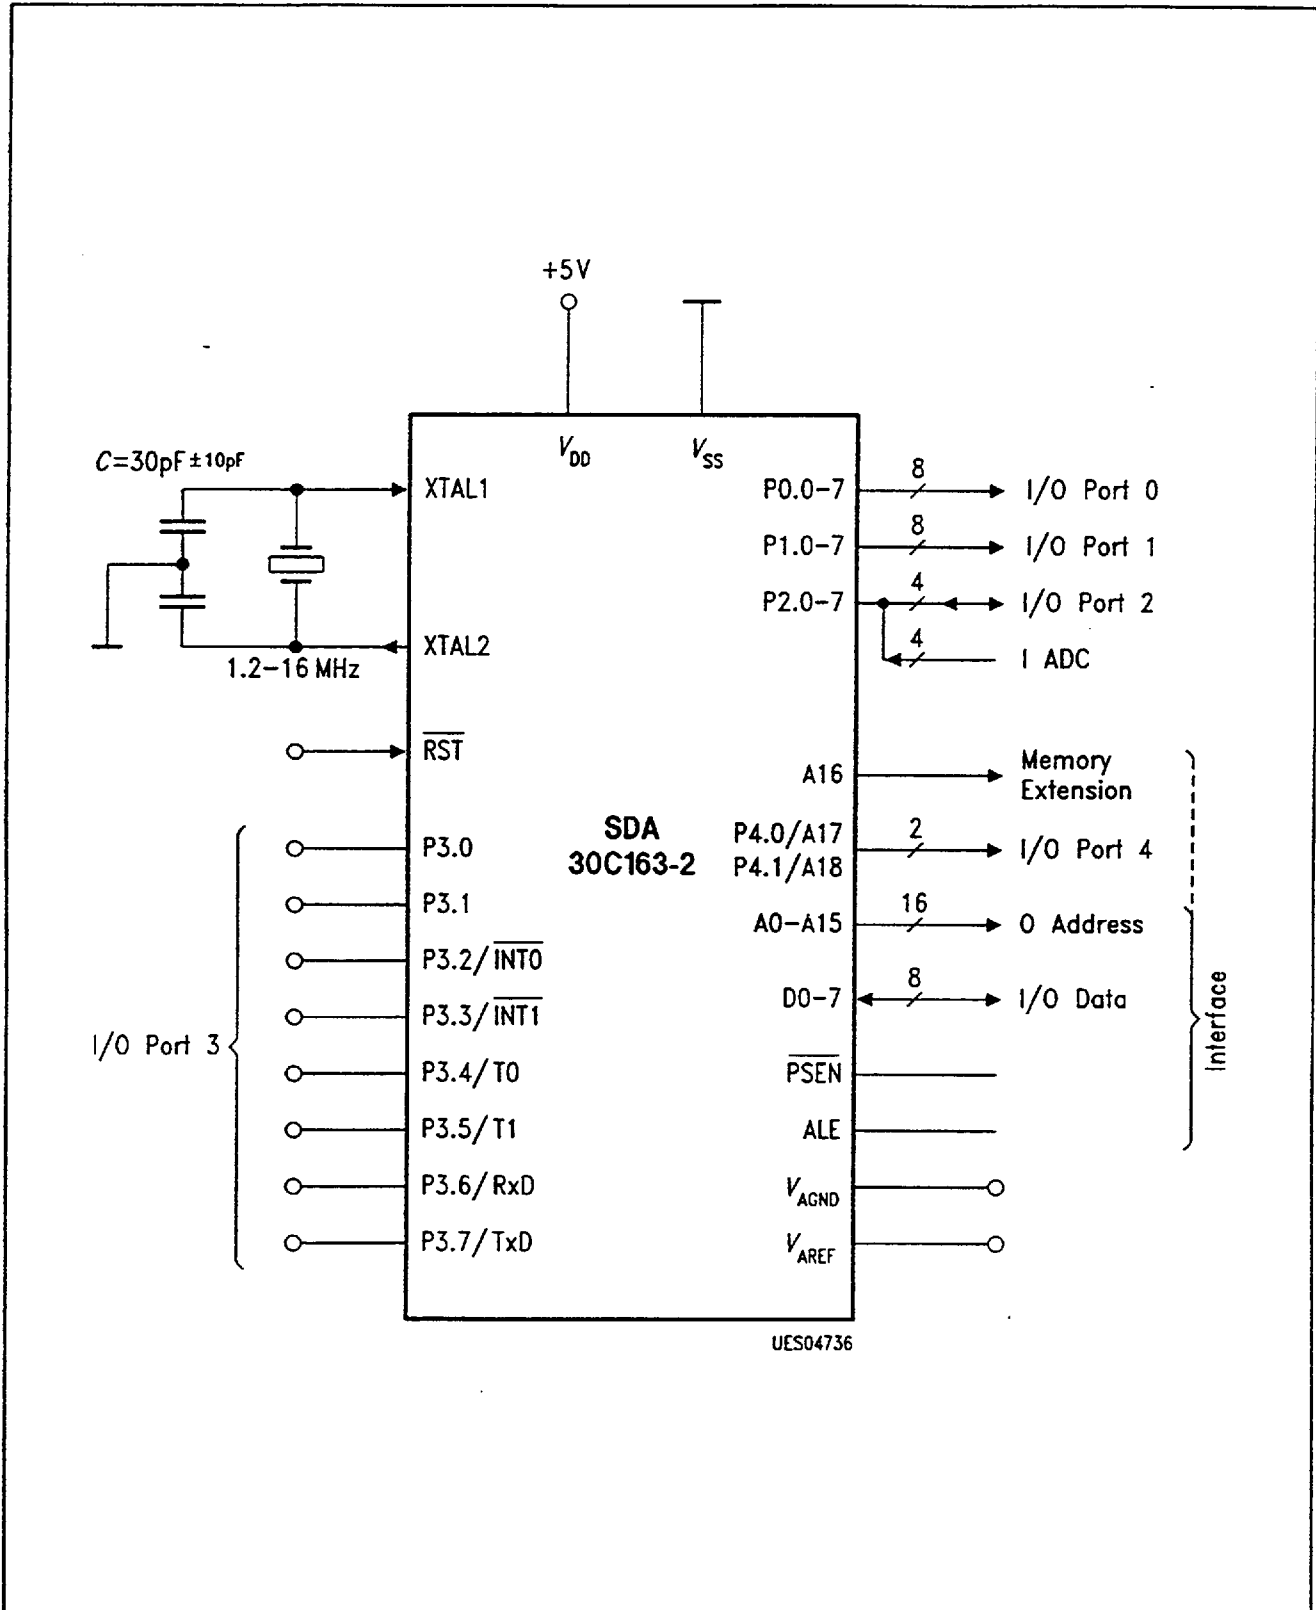 +5V
C=30pF ±10pF
V DD
V SS
XTAL1
XTAL2
1.2–16 MHz
RST
SDA
30C163-2
I/O Port 3
P3.0
P3.1
P3.2/INT0
P3.3/INT1
P3.4/T0
P3.5/T1
P3.6/RxD
P3.7/TxD
P0.0–7
8
I/O Port 0
P1.0–7
8
I/O Port 1
P2.0–7
4
I/O Port 2
4
I ADC
A16
Memory
Extension
P4.0/A17
P4.1/A18
2
I/O Port 4
A0–A15
16
O Address
D0–7
8
I/O Data
PSEN
ALE
V AGND
V AREF
Interface
UES04736